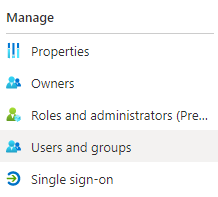 Manage
Properties
Owners
Roles and administrators (Pre...
Users and groups
Single sign-on